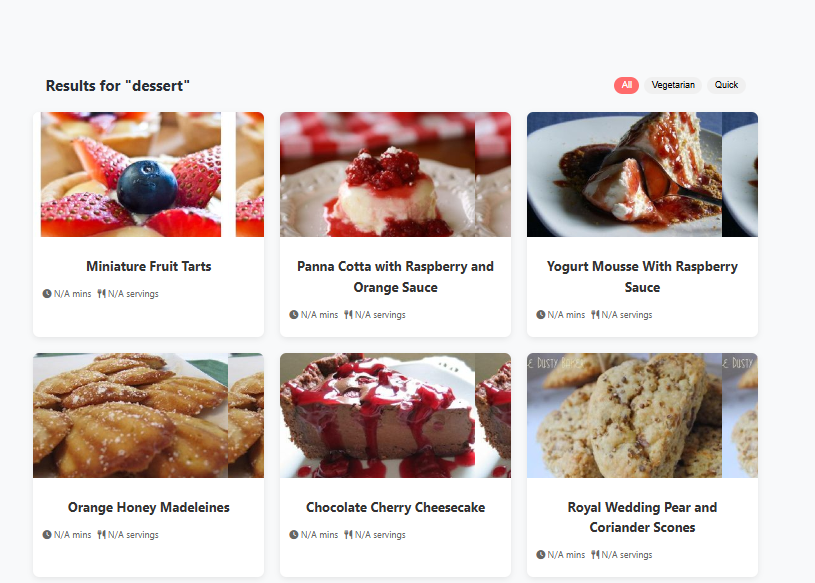 Results for "dessert"
All Vegetarian Quick
Miniature Fruit Tarts
N/A mins N/A servings
Panna Cotta with Raspberry and
Orange Sauce
N/A mins N/A servings
Yogurt Mousse With Raspberry
Sauce
N/A mins N/A servings
Orange Honey Madeleines
N/A mins N/A servings
Chocolate Cherry Cheesecake
N/A mins N/A servings
DUSTY
DUSTY
Royal Wedding Pear and
Coriander Scones
N/A mins N/A servings